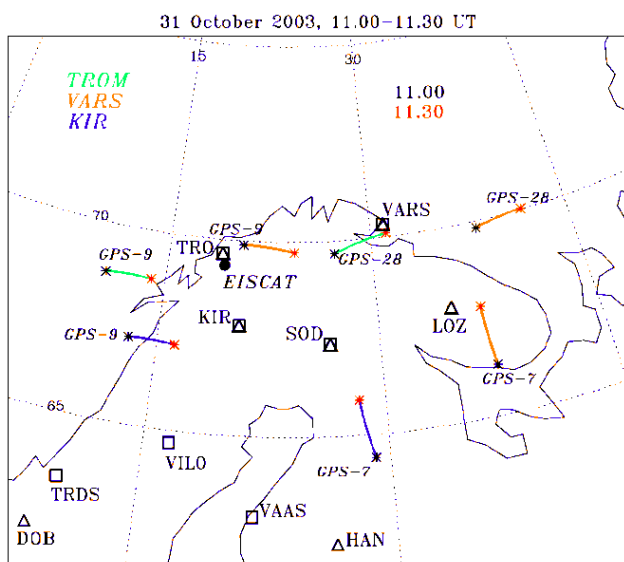 31 October 2003, 11.00-11.30 UT
15
30
TROM
VARS
KIR
11.00
11.30
GPS-28
VARS
70
GPS-9
GPS-9
TRO
GPS-28
EISCAT
GPS-9
KIR
SOD
LOZ
GPS-7
65
VILO
GPS-7
TRDS
VAAS
DOB
HAN